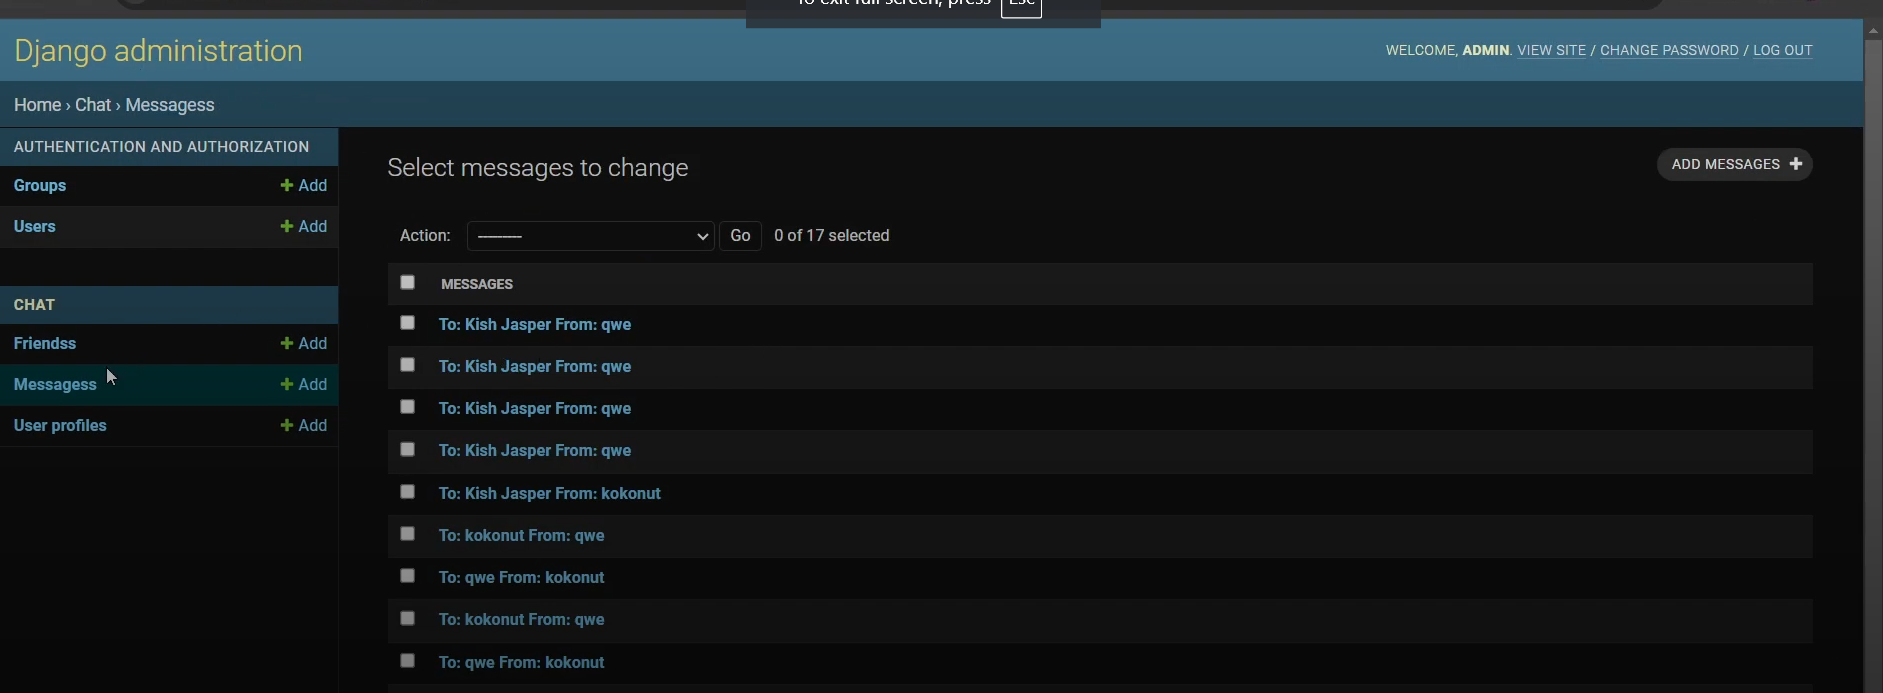 To exit full screen, press Esc
Django administration
WELCOME, ADMIN. VIEW SITE / CHANGE PASSWORD / LOG OUT
Home › Chat › Messagess
AUTHENTICATION AND AUTHORIZATION
Groups + Add
Users + Add
CHAT
Friendss + Add
Messagess + Add
User profiles + Add
Select messages to change
ADD MESSAGES +
Action: --------- Go 0 of 17 selected
MESSAGES
To: Kish Jasper From: qwe
To: Kish Jasper From: qwe
To: Kish Jasper From: qwe
To: Kish Jasper From: qwe
To: Kish Jasper From: kokonut
To: kokonut From: qwe
To: qwe From: kokonut
To: kokonut From: qwe
To: qwe From: kokonut